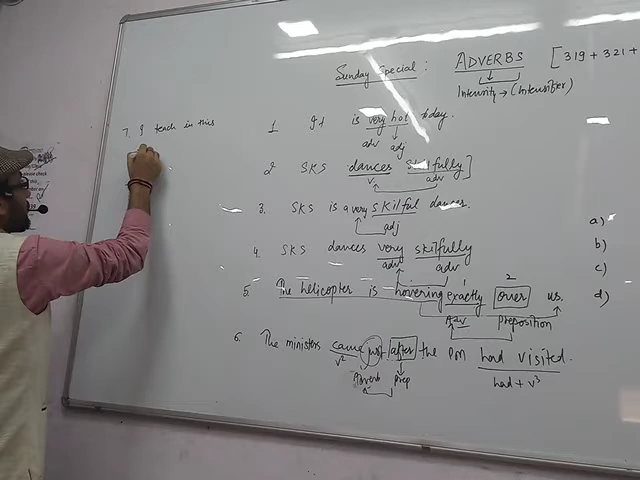 Sunday Special : ADVERBS [319 + 321 +
Intensity → (Intensifier)
1 It is very hot today.
adv adj
2 SKS dances skilfully]
v adv
3. SKS is a very skilful dancer.
adj
4. SKS dances very skilfully
adv adv
1 2
5. The helicopter is hovering exactly over us.
Adv preposition
6. The ministers came just after the PM had visited.
v2 Adverb prep had + v3
7. I teach in this
a)
b)
c)
d)